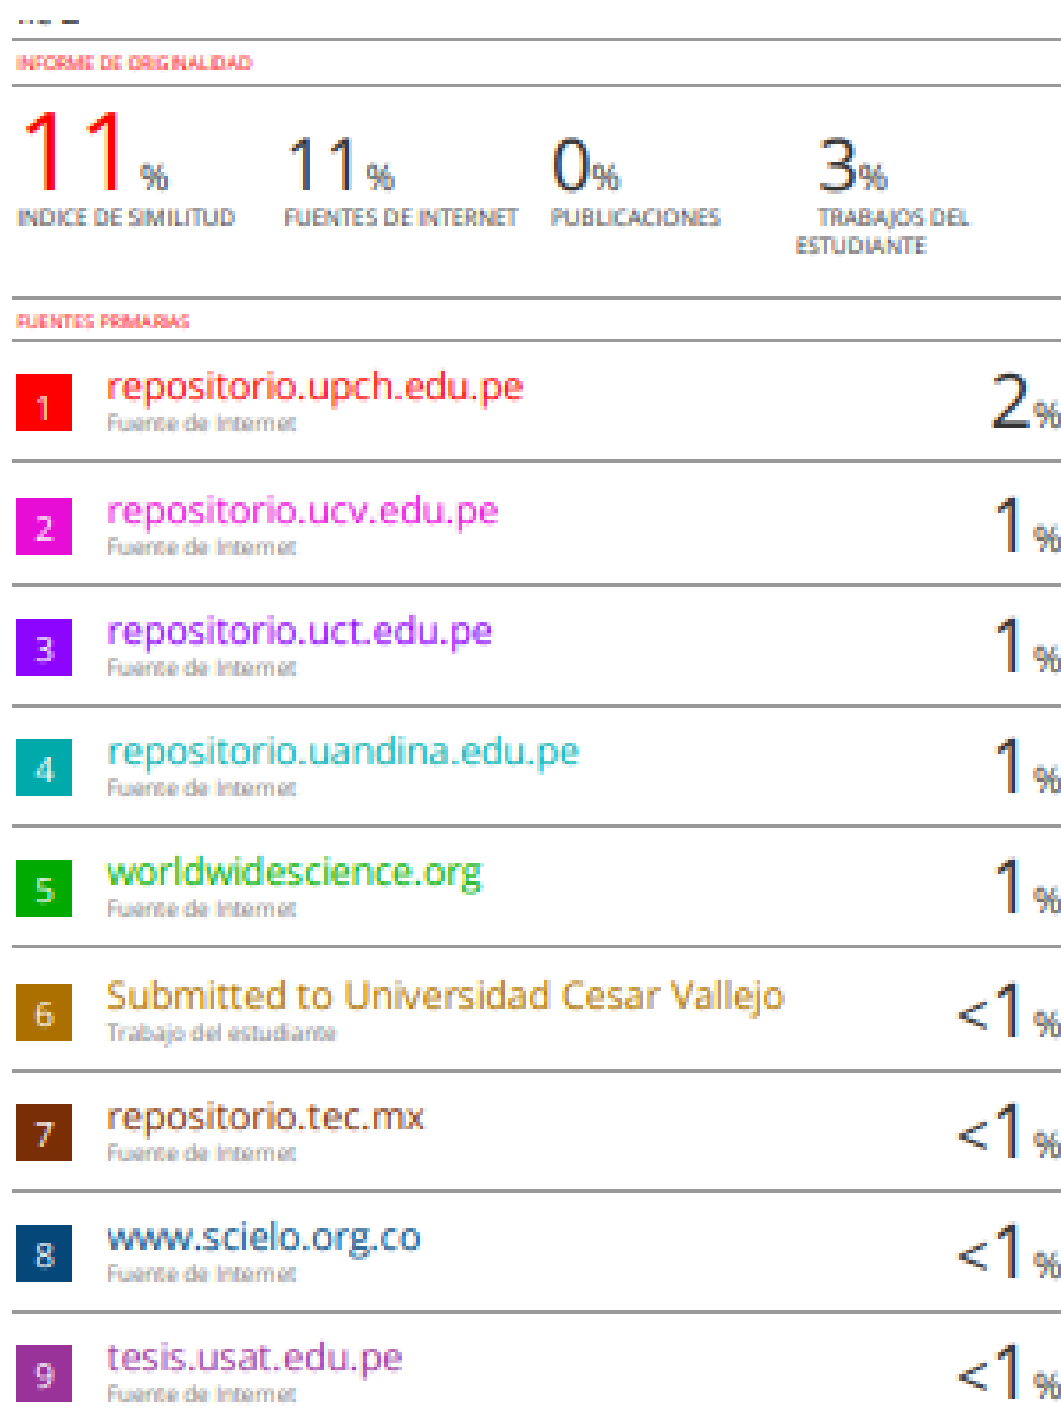 INFORME DE ORIGINALIDAD
11% 11% 0% 3%
INDICE DE SIMILITUD FUENTES DE INTERNET PUBLICACIONES TRABAJOS DEL
ESTUDIANTE
FUENTES PRIMARIAS
1 repositorio.upch.edu.pe 2%
Fuente de Internet
2 repositorio.ucv.edu.pe 1%
Fuente de Internet
3 repositorio.uct.edu.pe 1%
Fuente de Internet
4 repositorio.uandina.edu.pe 1%
Fuente de Internet
5 worldwidescience.org 1%
Fuente de Internet
6 Submitted to Universidad Cesar Vallejo <1%
Trabajo del estudiante
7 repositorio.tec.mx <1%
Fuente de Internet
8 www.scielo.org.co <1%
Fuente de Internet
9 tesis.usat.edu.pe <1%
Fuente de Internet